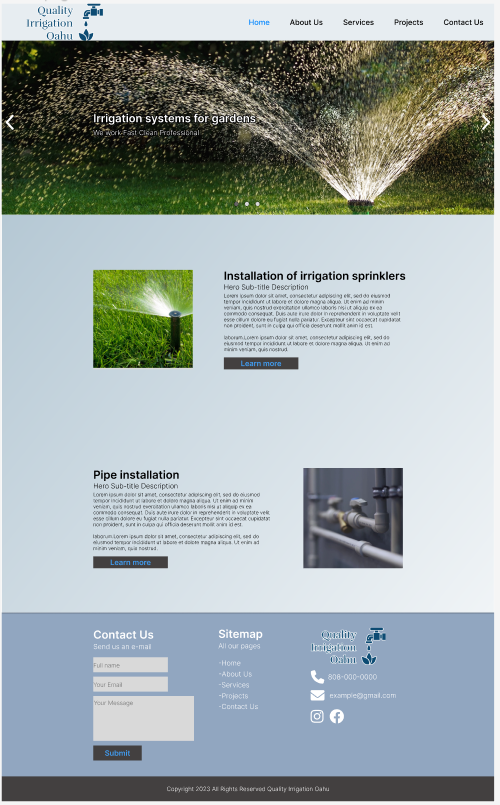 Quality
Irrigation
Oahu
Home About Us Services Projects Contact Us
Irrigation systems for gardens
We work Fast Clean Professional
Installation of irrigation sprinklers
Hero Sub-title Description
Lorem ipsum dolor sit amet, consectetur adipiscing elit, sed do eiusmod
tempor incididunt ut labore et dolore magna aliqua. Ut enim ad minim
veniam, quis nostrud exercitation ullamco laboris nisi ut aliquip ex ea
commodo consequat. Duis aute irure dolor in reprehenderit in voluptate velit
esse cillum dolore eu fugiat nulla pariatur. Excepteur sint occaecat cupidatat
non proident, sunt in culpa qui officia deserunt mollit anim id est.
laborum.Lorem ipsum dolor sit amet, consectetur adipiscing elit, sed do
eiusmod tempor incididunt ut labore et dolore magna aliqua. Ut enim ad
minim veniam, quis nostrud.
Learn more
Pipe installation
Hero Sub-title Description
Lorem ipsum dolor sit amet, consectetur adipiscing elit, sed do eiusmod
tempor incididunt ut labore et dolore magna aliqua. Ut enim ad minim
veniam, quis nostrud exercitation ullamco laboris nisi ut aliquip ex ea
commodo consequat. Duis aute irure dolor in reprehenderit in voluptate velit
esse cillum dolore eu fugiat nulla pariatur. Excepteur sint occaecat cupidatat
non proident, sunt in culpa qui officia deserunt mollit anim id est.
laborum.Lorem ipsum dolor sit amet, consectetur adipiscing elit, sed do
eiusmod tempor incididunt ut labore et dolore magna aliqua. Ut enim ad
minim veniam, quis nostrud.
Learn more
Contact Us
Send us an e-mail
Full name
Your Email
Your Message
Submit
Sitemap
All our pages
-Home
-About Us
-Services
-Projects
-Contact Us
Quality
Irrigation
Oahu
808-000-0000
example@gmail.com
Copyright 2023 All Rights Reserved Quality Irrigation Oahu